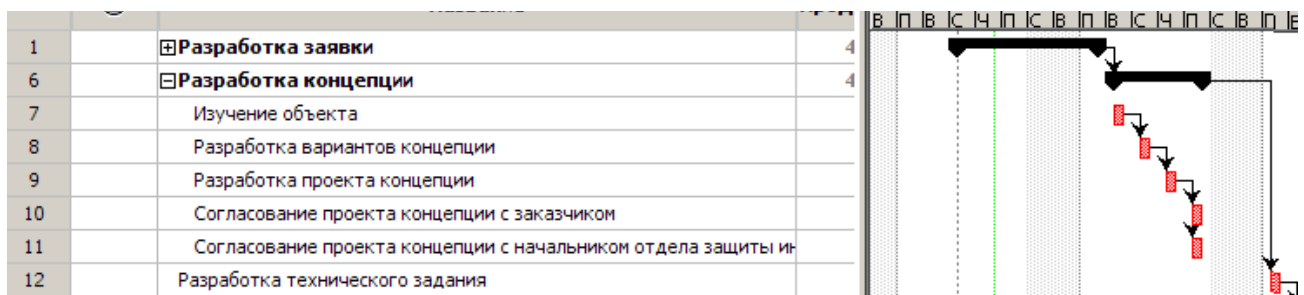 В П В С Ч П С В П В С Ч П С В П В
1 Разработка заявки 4
6 Разработка концепции 4
7 Изучение объекта
8 Разработка вариантов концепции
9 Разработка проекта концепции
10 Согласование проекта концепции с заказчиком
11 Согласование проекта концепции с начальником отдела защиты ин
12 Разработка технического задания